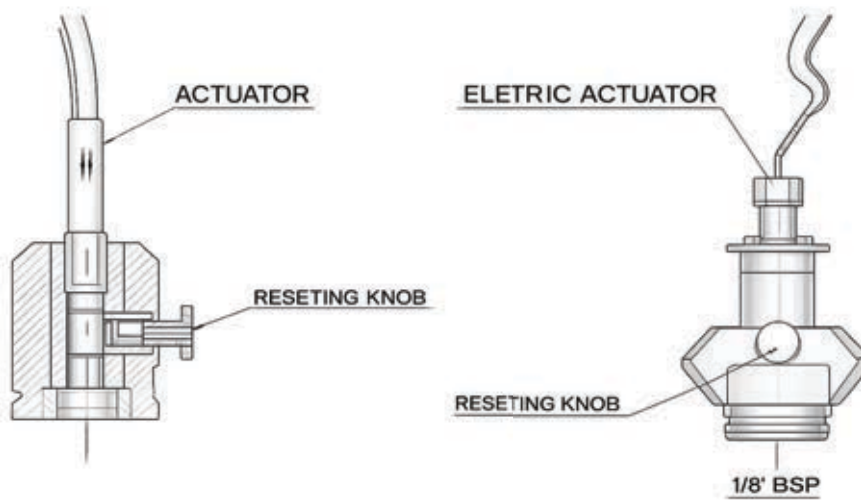 ACTUATOR
ELETRIC ACTUATOR
RESETING KNOB
RESETING KNOB
1/8' BSP